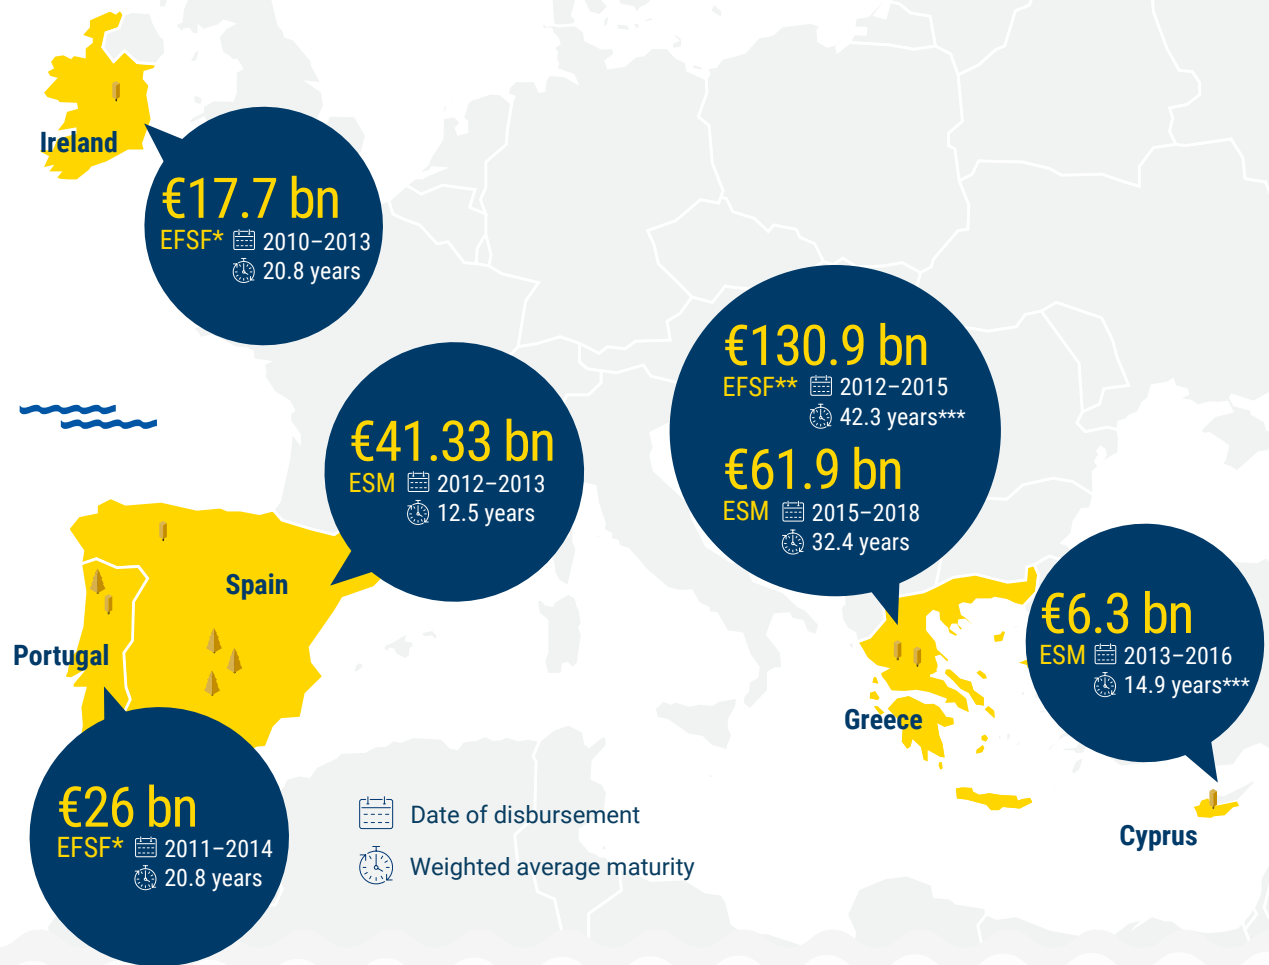 Ireland
€17.7 bn
EFSF* 2010–2013
20.8 years
€41.33 bn
ESM 2012–2013
12.5 years
Spain
€130.9 bn
EFSF** 2012–2015
42.3 years***
€61.9 bn
ESM 2015–2018
32.4 years
Greece
€6.3 bn
ESM 2013–2016
14.9 years***
Cyprus
Portugal
€26 bn
EFSF* 2011–2014
20.8 years
Date of disbursement
Weighted average maturity